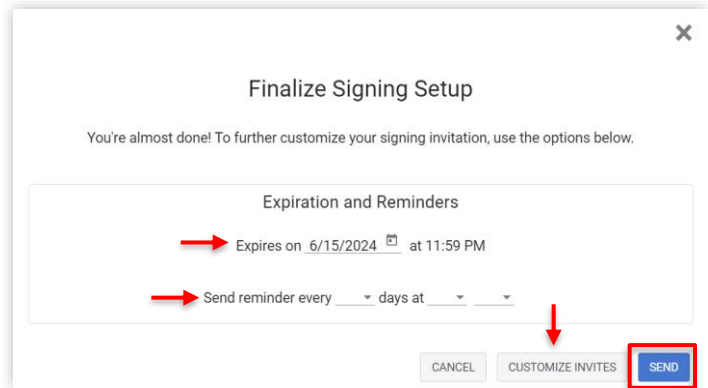 Finalize Signing Setup
You're almost done! To further customize your signing invitation, use the options below.
Expiration and Reminders
Expires on 6/15/2024 at 11:59 PM
Send reminder every days at
CANCEL CUSTOMIZE INVITES SEND